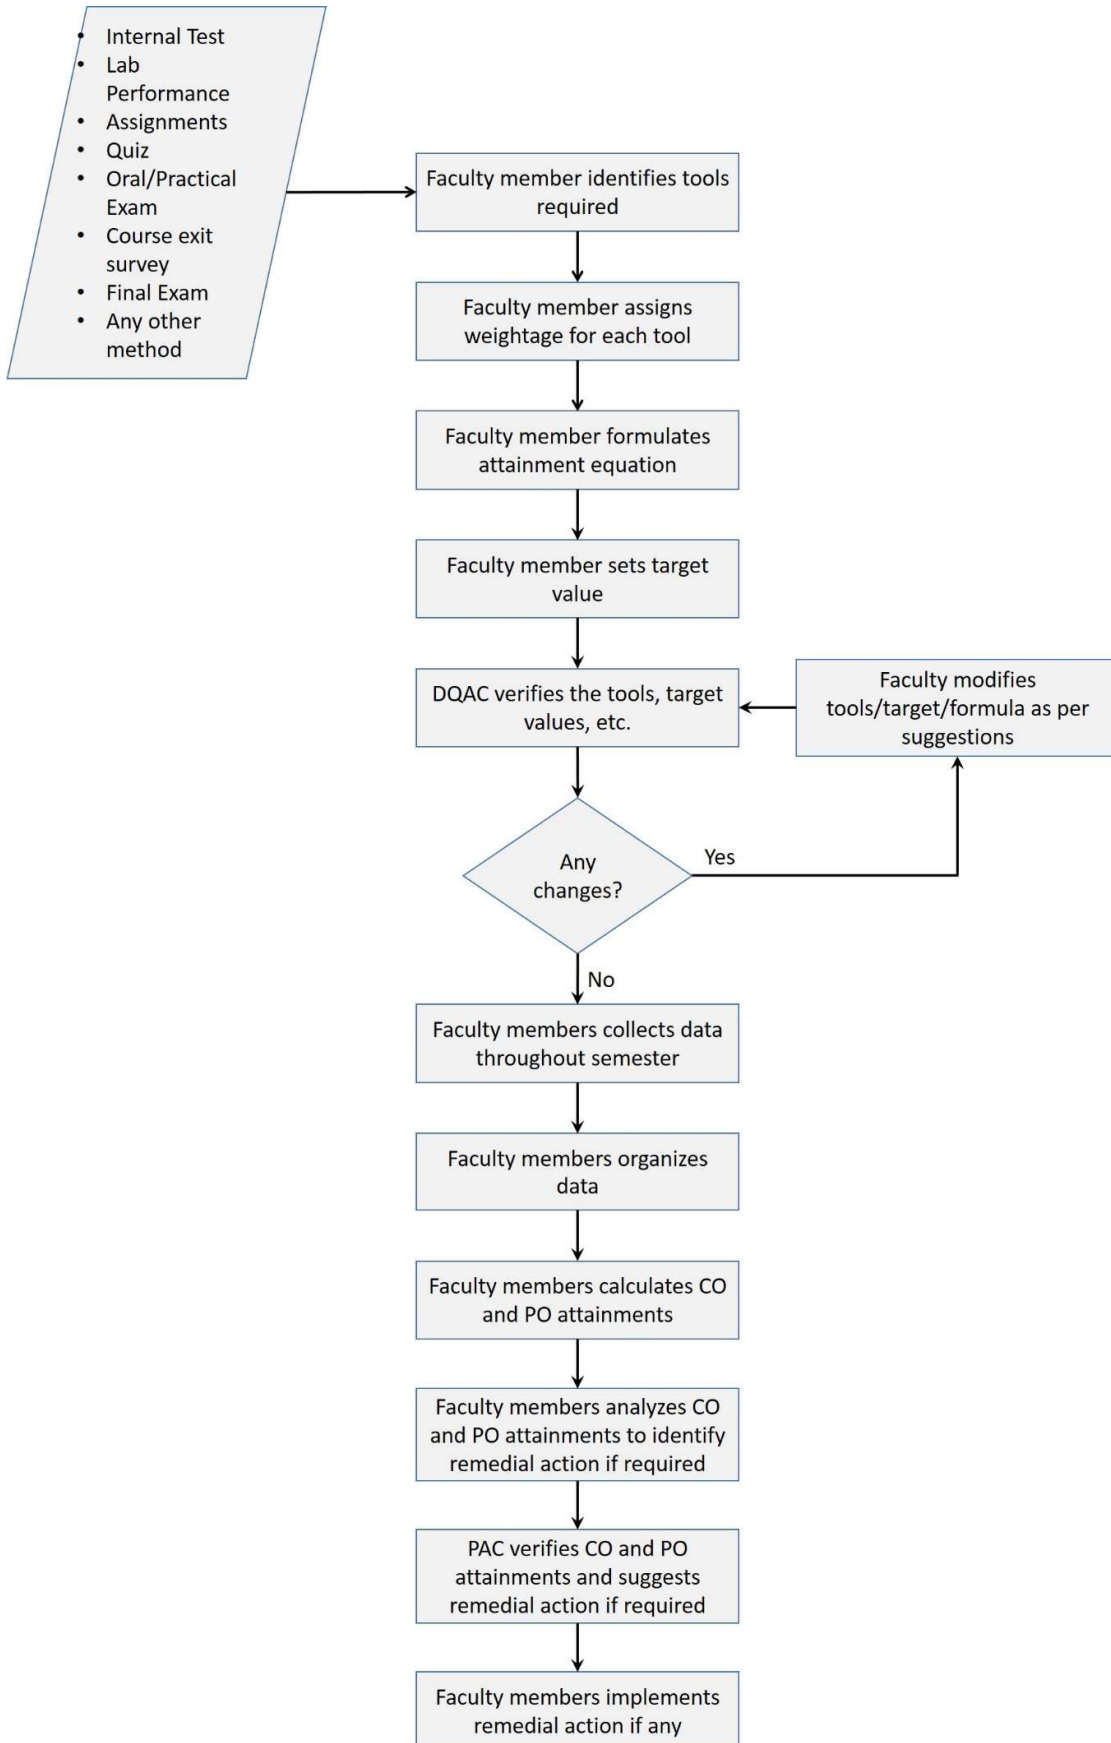 • Internal Test
• Lab
Performance
• Assignments
• Quiz
• Oral/Practical
Exam
• Course exit
survey
• Final Exam
• Any other
method
Faculty member identifies tools
required
Faculty member assigns
weightage for each tool
Faculty member formulates
attainment equation
Faculty member sets target
value
DQAC verifies the tools, target
values, etc.
Faculty modifies
tools/target/formula as per
suggestions
Any
changes?
Yes
No
Faculty members collects data
throughout semester
Faculty members organizes
data
Faculty members calculates CO
and PO attainments
Faculty members analyzes CO
and PO attainments to identify
remedial action if required
PAC verifies CO and PO
attainments and suggests
remedial action if required
Faculty members implements
remedial action if any